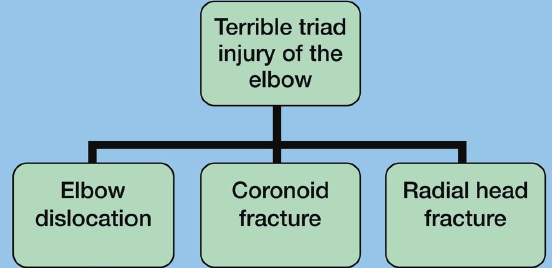 Terrible triad
injury of the
elbow
Elbow
dislocation
Coronoid
fracture
Radial head
fracture